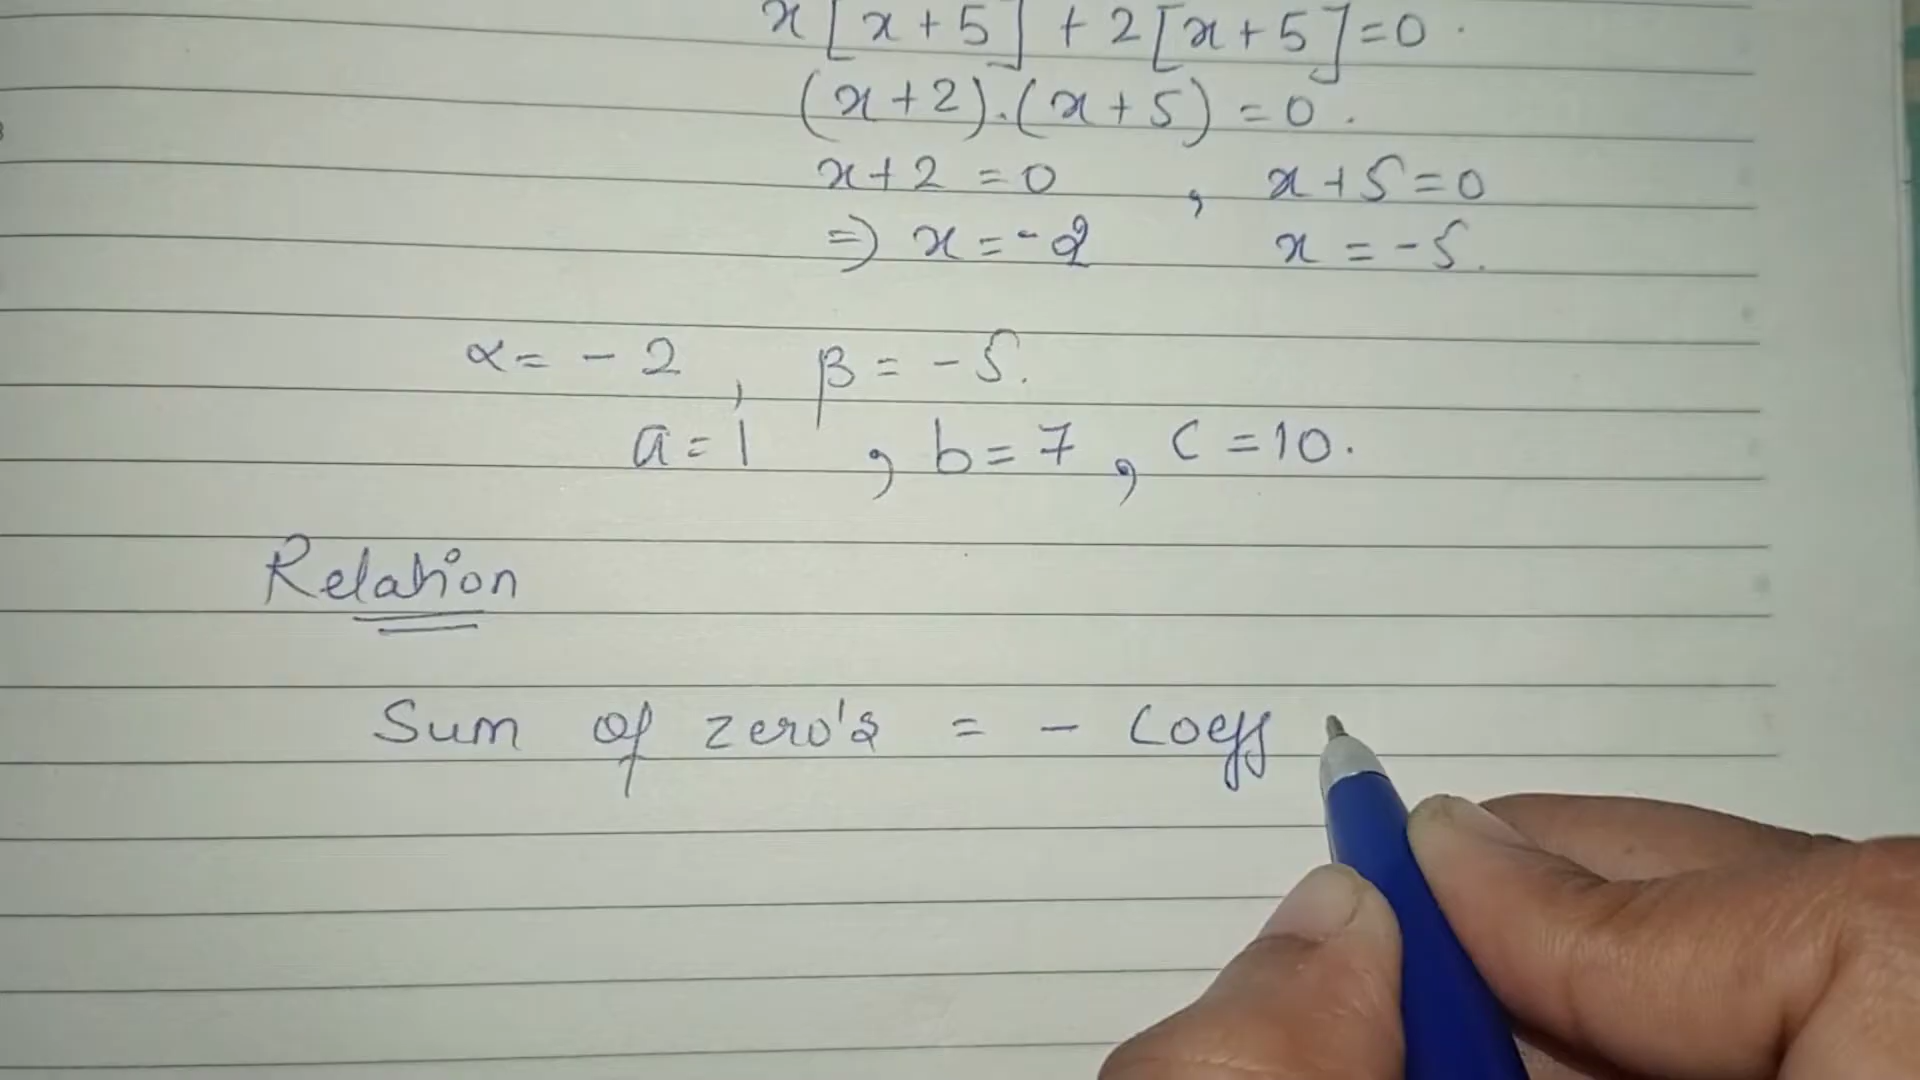 x[x+5] + 2[x+5]=0.
(x+2).(x+5) = 0.
x+2 = 0 , x+5=0
=> x = -2 x = -5.
α = - 2 , β = - 5.
a = 1 , b = 7 , c = 10.
Relation
Sum of zero's = - Coeff